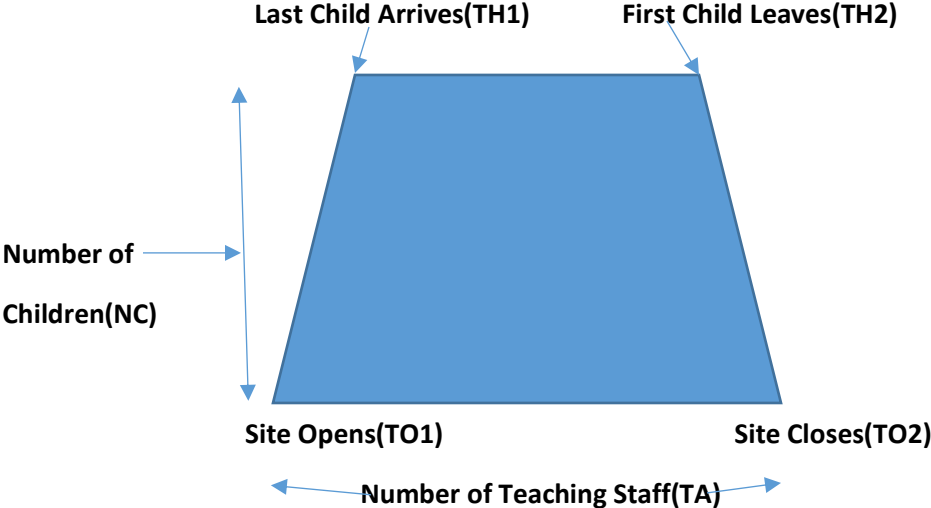 Last Child Arrives(TH1)
First Child Leaves(TH2)
Number of
Children(NC)
Site Opens(TO1)
Site Closes(TO2)
Number of Teaching Staff(TA)